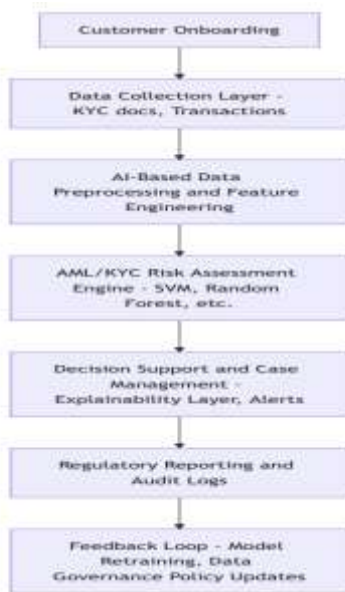 Customer Onboarding
Data Collection Layer -
KYC docs, Transactions
AI-Based Data
Preprocessing and Feature
Engineering
AML/KYC Risk Assessment
Engine - SVM, Random
Forest, etc.
Decision Support and Case
Management -
Explainability Layer, Alerts
Regulatory Reporting and
Audit Logs
Feedback Loop - Model
Retraining, Data
Governance Policy Updates